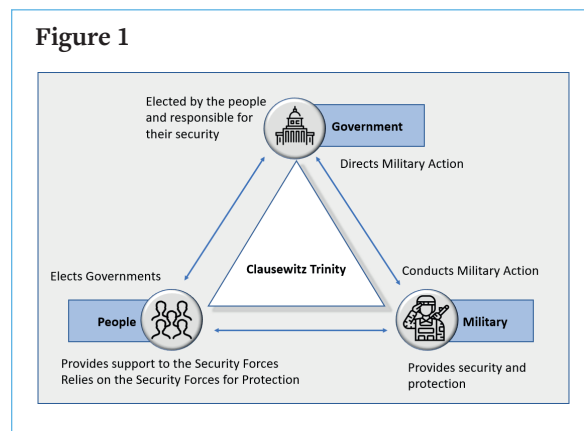 Figure 1
Elected by the people
and responsible for
their security
Government
Directs Military Action
Clausewitz Trinity
Elects Governments
Conducts Military Action
People
Military
Provides support to the Security Forces
Relies on the Security Forces for Protection
Provides security and
protection